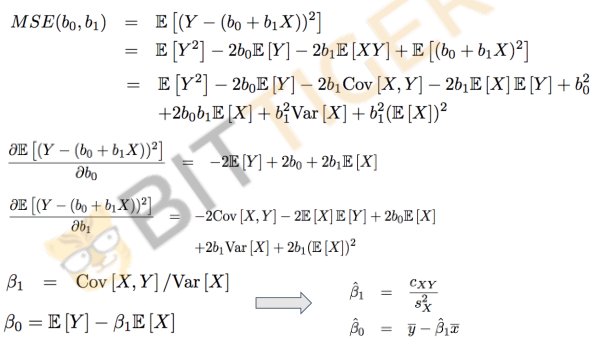 MSE(b₀, b₁) = 𝔼[(Y − (b₀ + b₁X))²]
= 𝔼[Y²] − 2b₀𝔼[Y] − 2b₁𝔼[XY] + 𝔼[(b₀ + b₁X)²]
= 𝔼[Y²] − 2b₀𝔼[Y] − 2b₁Cov[X, Y] − 2b₁𝔼[X]𝔼[Y] + b₀²
+2b₀b₁𝔼[X] + b₁²Var[X] + b₁²(𝔼[X])²
∂𝔼[(Y − (b₀ + b₁X))²] / ∂b₀ = −2𝔼[Y] + 2b₀ + 2b₁𝔼[X]
∂𝔼[(Y − (b₀ + b₁X))²] / ∂b₁ = −2Cov[X, Y] − 2𝔼[X]𝔼[Y] + 2b₀𝔼[X]
+2b₁Var[X] + 2b₁(𝔼[X])²
β₁ = Cov[X, Y]/Var[X]
β₀ = 𝔼[Y] − β₁𝔼[X]
β̂₁ = c_XY / s²_X
β̂₀ = y̅ − β̂₁x̅
BITTIGER